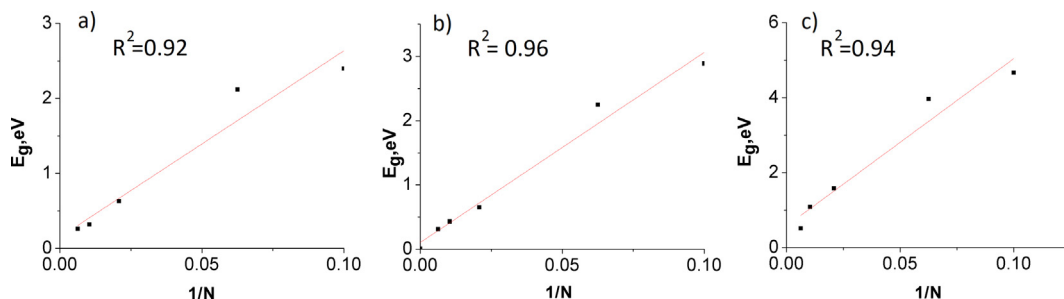 a)
R²=0.92
3
2
1
0
E_g,eV
0.00 0.05 0.10
1/N
b)
R²= 0.96
3
2
1
0
E_g,eV
0.00 0.05 0.10
1/N
c)
R²=0.94
6
4
2
0
E_g,eV
0.00 0.05 0.10
1/N